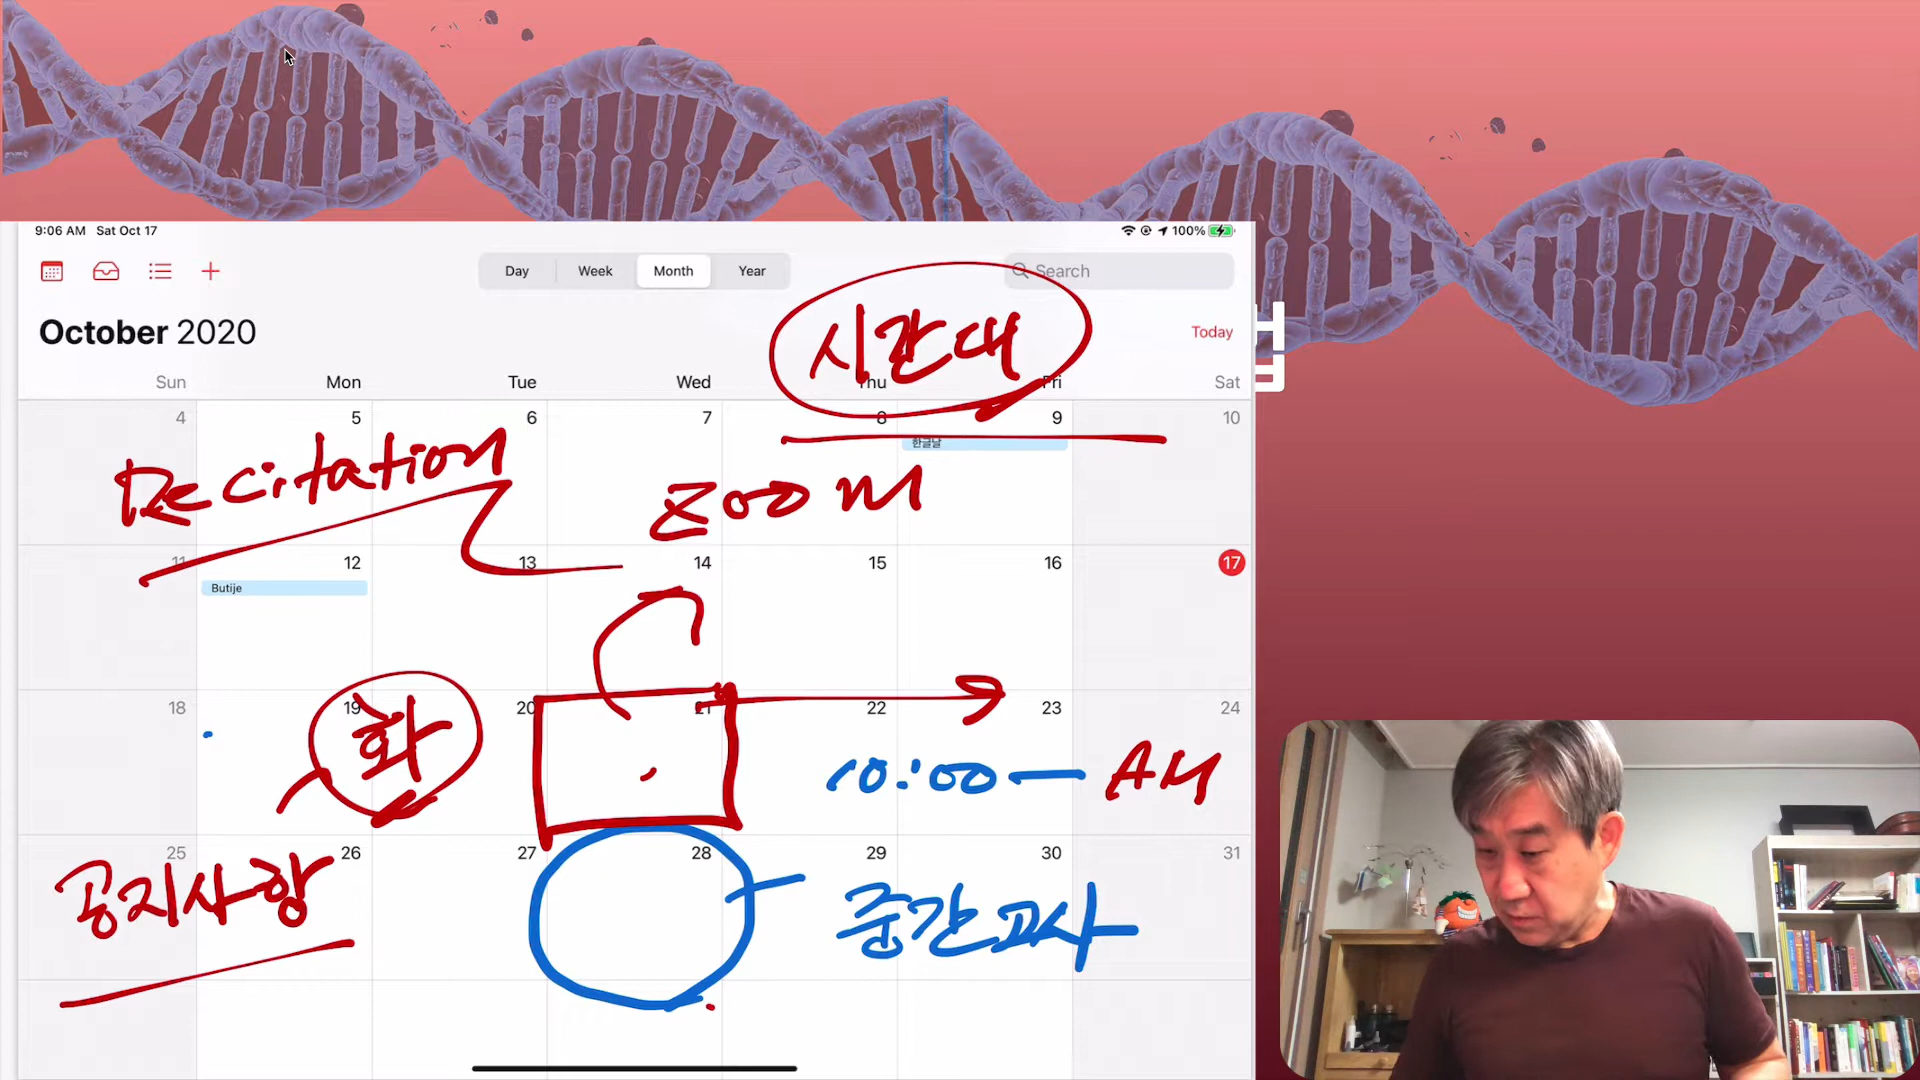 9:06 AM Sat Oct 17
100%
Day Week Month Year
Search
October 2020
시간대
Today
Sun Mon Tue Wed Thu Fri Sat
4 5 6 7 8 9 10
한글날
Recitation
ZOOM
11 12 13 14 15 16 17
Butije
18 19 20 21 22 23 24
화
10:00 — AM
25 26 27 28 29 30 31
공지사항
중간고사